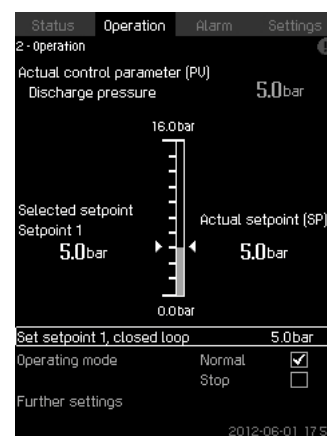 Status Operation Alarm Settings
2 - Operation
Actual control parameter (PV)
Discharge pressure 5.0bar
16.0bar
Selected setpoint
Setpoint 1
Actual setpoint (SP)
5.0bar 5.0bar
0.0bar
Set setpoint 1, closed loop 5.0bar
Operating mode Normal
Stop
Further settings
2012-06-01 17:5